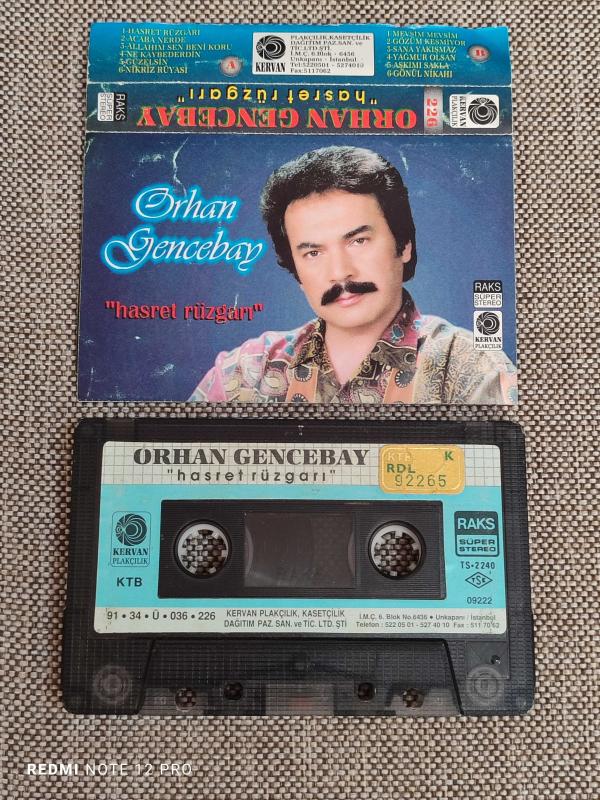 1-HASRET RÜZGARI
2-ACABA NERDE
3-ALLAHIM SEN BENİ KORU
4-NE KAYBEDERDİN
5-GÜZELSİN
6-NİKRİZ RÜYASI
A
KERVAN
PLAKÇILIK, KASETÇİLİK
DAĞITIM PAZ.SAN. ve
TİC.LTD.ŞTİ.
İ.M.Ç. 6.Blok - 6456
Unkapanı - İstanbul
Tel:5220501 - 5274010
Fax:5117062
B
1-MEVSİM MEVSİM
2-GÖZÜM KESMİYOR
3-SANA YAKIŞMAZ
4-YAĞMUR OLSAN
5-AŞKIMI SAKLA
6-GÖNÜL NİKAHI
RAKS
SÜPER
STEREO
ORHAN GENCEBAY
"hasret rüzgarı"
226
KERVAN
PLAKÇILIK
Orhan
Gencebay
"hasret rüzgarı"
RAKS
SÜPER
STEREO
KERVAN
PLAKÇILIK
ORHAN GENCEBAY
"hasret rüzgarı"
KTB K
RDL
92265
KERVAN
PLAKÇILIK
KTB
RAKS
SÜPER
STEREO
TS•2240
TSK
09222
91 • 34 • Ü • 036 • 226
KERVAN PLAKÇILIK, KASETÇİLİK
DAĞITIM PAZ. SAN. ve TİC. LTD. ŞTİ
İ.M.Ç. 6. Blok No.6436 • Unkapanı / İstanbul
Telefon : 522 05 01 - 527 40 10 Fax : 511 70 62
REDMI NOTE 12 PRO